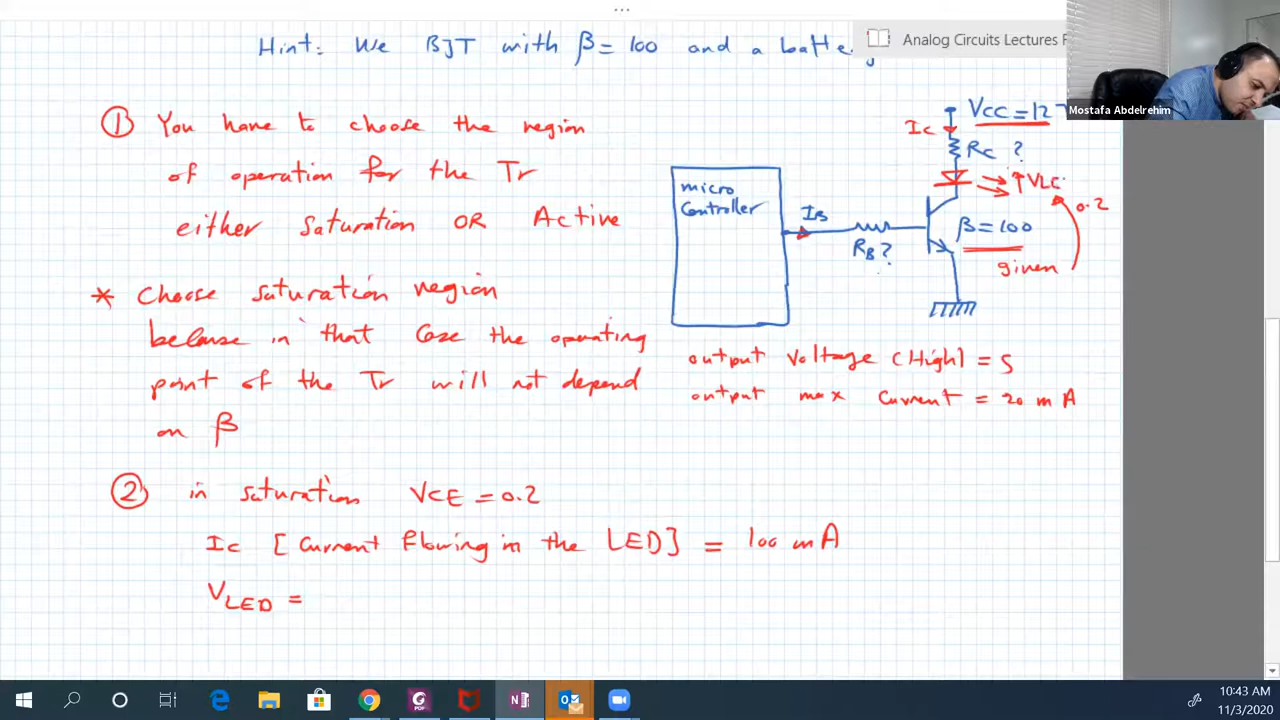 Hint: We BJT with β = 100 and a batte
Analog Circuits Lectures F
Mostafa Abdelrehim
① You have to choose the region
of operation for the Tr
either saturation OR Active
* Choose saturation region
because in that Case the operating
point of the Tr will not depend
on β
VCC = 12
Ic
RC ?
VLC
0.2
micro
Controller
IB
RB ?
β = 100
given
output voltage (High) = 5
output max current = 20 mA
② in saturation VCE = 0.2
Ic [Current flowing in the LED] = 100 mA
VLED =
10:43 AM
11/3/2020